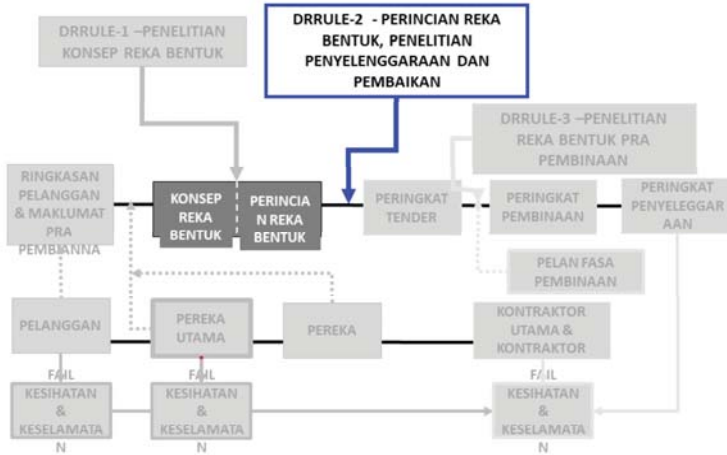 DRRULE-1 –PENELITIAN
KONSEP REKA BENTUK
DRRULE-2 - PERINCIAN REKA
BENTUK, PENELITIAN
PENYELENGGARAAN DAN
PEMBAIKAN
DRRULE-3 –PENELITIAN
REKA BENTUK PRA
PEMBINAAN
RINGKASAN
PELANGGAN
& MAKLUMAT
PRA
PEMBIANNA
KONSEP
REKA
BENTUK
PERINCIA
N REKA
BENTUK
PERINGKAT
TENDER
PERINGKAT
PEMBINAAN
PERINGKAT
PENYELEGGAR
AAN
PELAN FASA
PEMBINAAN
PELANGGAN
PEREKA
UTAMA
PEREKA
KONTRAKTOR
UTAMA &
KONTRAKTOR
FAIL
KESIHATAN
&
KESELAMATA
N
FAIL
KESIHATAN
&
KESELAMATA
N
FAIL
KESIHATAN
&
KESELAMATA
N